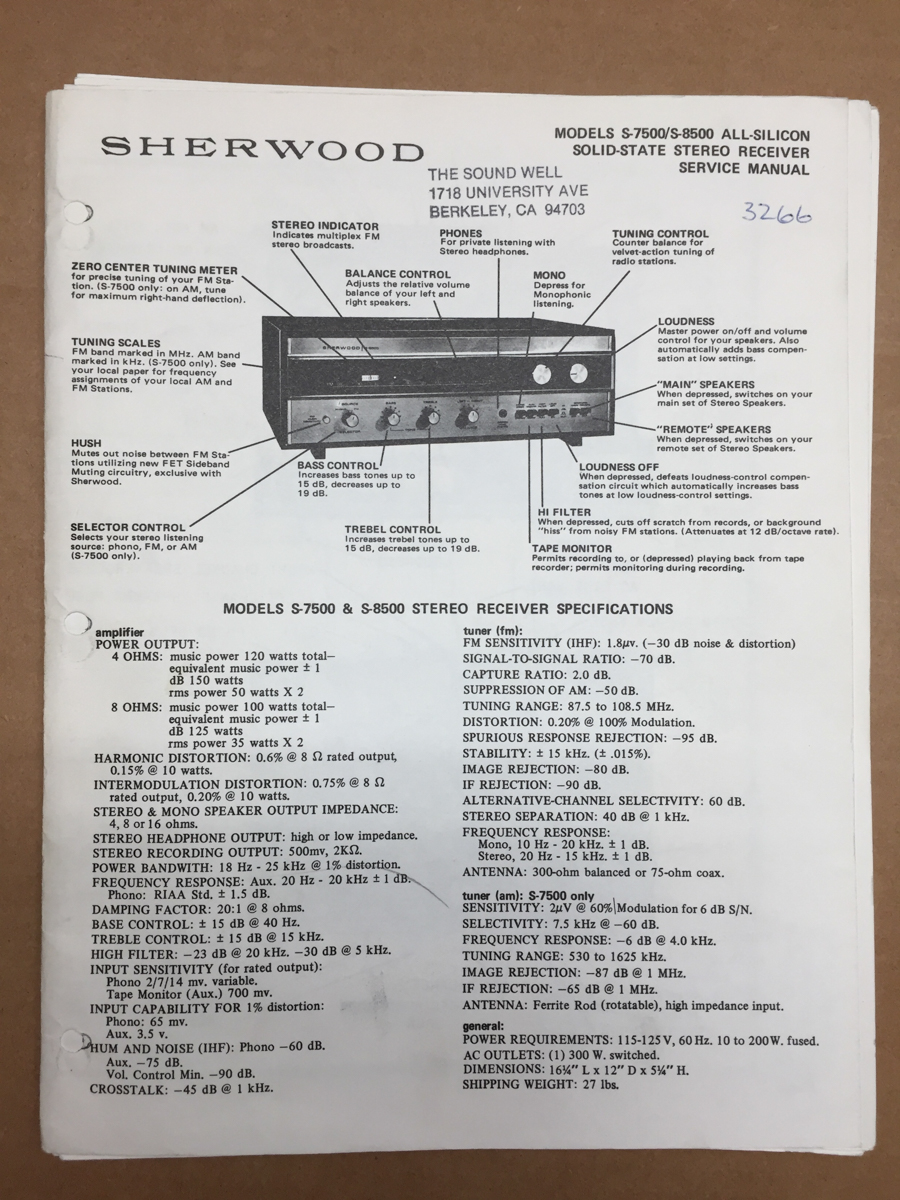 SHERWOOD
MODELS S-7500/S-8500 ALL-SILICON
SOLID-STATE STEREO RECEIVER
SERVICE MANUAL
THE SOUND WELL
1718 UNIVERSITY AVE
BERKELEY, CA 94703
3266
STEREO INDICATOR
Indicates multiplex FM
stereo broadcasts.
PHONES
For private listening with
Stereo headphones.
TUNING CONTROL
Counter balance for
velvet-action tuning of
radio stations.
ZERO CENTER TUNING METER
for precise tuning of your FM Sta-
tion. (S-7500 only: on AM, tune
for maximum right-hand deflection).
BALANCE CONTROL
Adjusts the relative volume
balance of your left and
right speakers.
MONO
Depress for
Monophonic
listening.
TUNING SCALES
FM band marked in MHz. AM band
marked in kHz. (S-7500 only). See
your local paper for frequency
assignments of your local AM and
FM Stations.
SHERWOOD
LOUDNESS
Master power on/off and volume
control for your speakers. Also
automatically adds bass compen-
sation at low settings.
"MAIN" SPEAKERS
When depressed, switches on your
main set of Stereo Speakers.
"REMOTE" SPEAKERS
When depressed, switches on your
remote set of Stereo Speakers.
HUSH
Mutes out noise between FM Sta-
tions utilizing new FET Sideband
Muting circuitry, exclusive with
Sherwood.
BASS CONTROL
Increases bass tones up to
15 dB, decreases up to
19 dB.
LOUDNESS OFF
When depressed, defeats loudness-control compen-
sation circuit which automatically increases bass
tones at low loudness-control settings.
SELECTOR CONTROL
Selects your stereo listening
source: phono, FM, or AM
(S-7500 only).
TREBEL CONTROL
Increases trebel tones up to
15 dB, decreases up to 19 dB.
HI FILTER
When depressed, cuts off scratch from records, or background
"hiss" from noisy FM stations. (Attenuates at 12 dB/octave rate).
TAPE MONITOR
Permits recording to, or (depressed) playing back from tape
recorder; permits monitoring during recording.
MODELS S-7500 & S-8500 STEREO RECEIVER SPECIFICATIONS
amplifier
POWER OUTPUT:
4 OHMS: music power 120 watts total—
equivalent music power ± 1
dB 150 watts
rms power 50 watts X 2
8 OHMS: music power 100 watts total—
equivalent music power ± 1
dB 125 watts
rms power 35 watts X 2
HARMONIC DISTORTION: 0.6% @ 8 Ω rated output,
0.15% @ 10 watts.
INTERMODULATION DISTORTION: 0.75% @ 8 Ω
rated output, 0.20% @ 10 watts.
STEREO & MONO SPEAKER OUTPUT IMPEDANCE:
4, 8 or 16 ohms.
STEREO HEADPHONE OUTPUT: high or low impedance.
STEREO RECORDING OUTPUT: 500mv, 2KΩ.
POWER BANDWITH: 18 Hz - 25 kHz @ 1% distortion.
FREQUENCY RESPONSE: Aux. 20 Hz - 20 kHz ± 1 dB.
Phono: RIAA Std. ± 1.5 dB.
DAMPING FACTOR: 20:1 @ 8 ohms.
BASE CONTROL: ± 15 dB @ 40 Hz.
TREBLE CONTROL: ± 15 dB @ 15 kHz.
HIGH FILTER: −23 dB @ 20 kHz. −30 dB @ 5 kHz.
INPUT SENSITIVITY (for rated output):
Phono 2/7/14 mv. variable.
Tape Monitor (Aux.) 700 mv.
INPUT CAPABILITY FOR 1% distortion:
Phono: 65 mv.
Aux. 3.5 v.
HUM AND NOISE (IHF): Phono −60 dB.
Aux. −75 dB.
Vol. Control Min. −90 dB.
CROSSTALK: −45 dB @ 1 kHz.
tuner (fm):
FM SENSITIVITY (IHF): 1.8μv. (−30 dB noise & distortion)
SIGNAL-TO-SIGNAL RATIO: −70 dB.
CAPTURE RATIO: 2.0 dB.
SUPPRESSION OF AM: −50 dB.
TUNING RANGE: 87.5 to 108.5 MHz.
DISTORTION: 0.20% @ 100% Modulation.
SPURIOUS RESPONSE REJECTION: −95 dB.
STABILITY: ± 15 kHz. (± .015%).
IMAGE REJECTION: −80 dB.
IF REJECTION: −90 dB.
ALTERNATIVE-CHANNEL SELECTIVITY: 60 dB.
STEREO SEPARATION: 40 dB @ 1 kHz.
FREQUENCY RESPONSE:
Mono, 10 Hz - 20 kHz. ± 1 dB.
Stereo, 20 Hz - 15 kHz. ± 1 dB.
ANTENNA: 300-ohm balanced or 75-ohm coax.
tuner (am): S-7500 only
SENSITIVITY: 2μV @ 60% Modulation for 6 dB S/N.
SELECTIVITY: 7.5 kHz @ −60 dB.
FREQUENCY RESPONSE: −6 dB @ 4.0 kHz.
TUNING RANGE: 530 to 1625 kHz.
IMAGE REJECTION: −87 dB @ 1 MHz.
IF REJECTION: −65 dB @ 1 MHz.
ANTENNA: Ferrite Rod (rotatable), high impedance input.
general:
POWER REQUIREMENTS: 115-125 V, 60 Hz. 10 to 200W. fused.
AC OUTLETS: (1) 300 W. switched.
DIMENSIONS: 16¼″ L x 12″ D x 5¼″ H.
SHIPPING WEIGHT: 27 lbs.